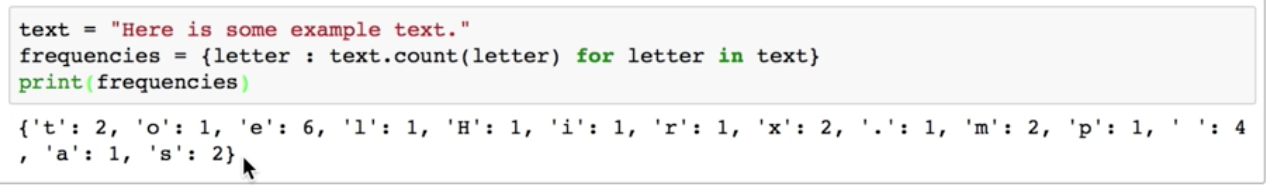 text = "Here is some example text."
frequencies = {letter : text.count(letter) for letter in text}
print(frequencies)
{'t': 2, 'o': 1, 'e': 6, 'l': 1, 'H': 1, 'i': 1, 'r': 1, 'x': 2, '.': 1, 'm': 2, 'p': 1, ' ': 4
, 'a': 1, 's': 2}